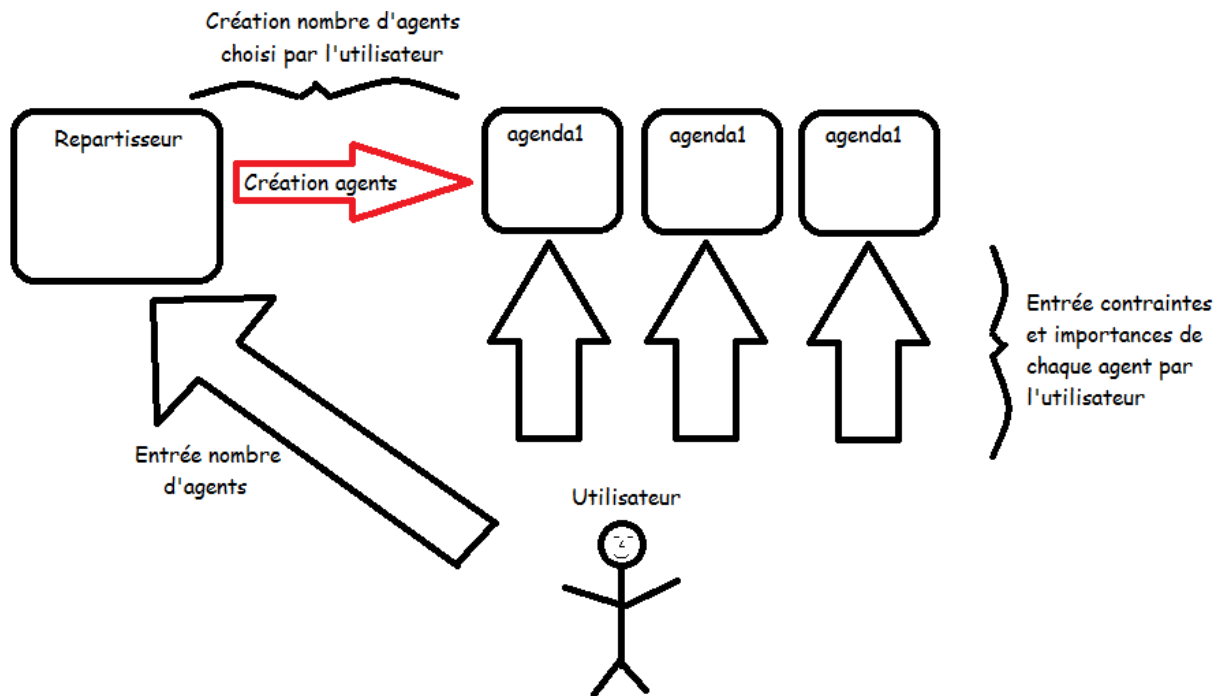 Création nombre d'agents
choisi par l'utilisateur
Repartisseur
Création agents
agenda1
agenda1
agenda1
Entrée contraintes
et importances de
chaque agent par
l'utilisateur
Entrée nombre
d'agents
Utilisateur